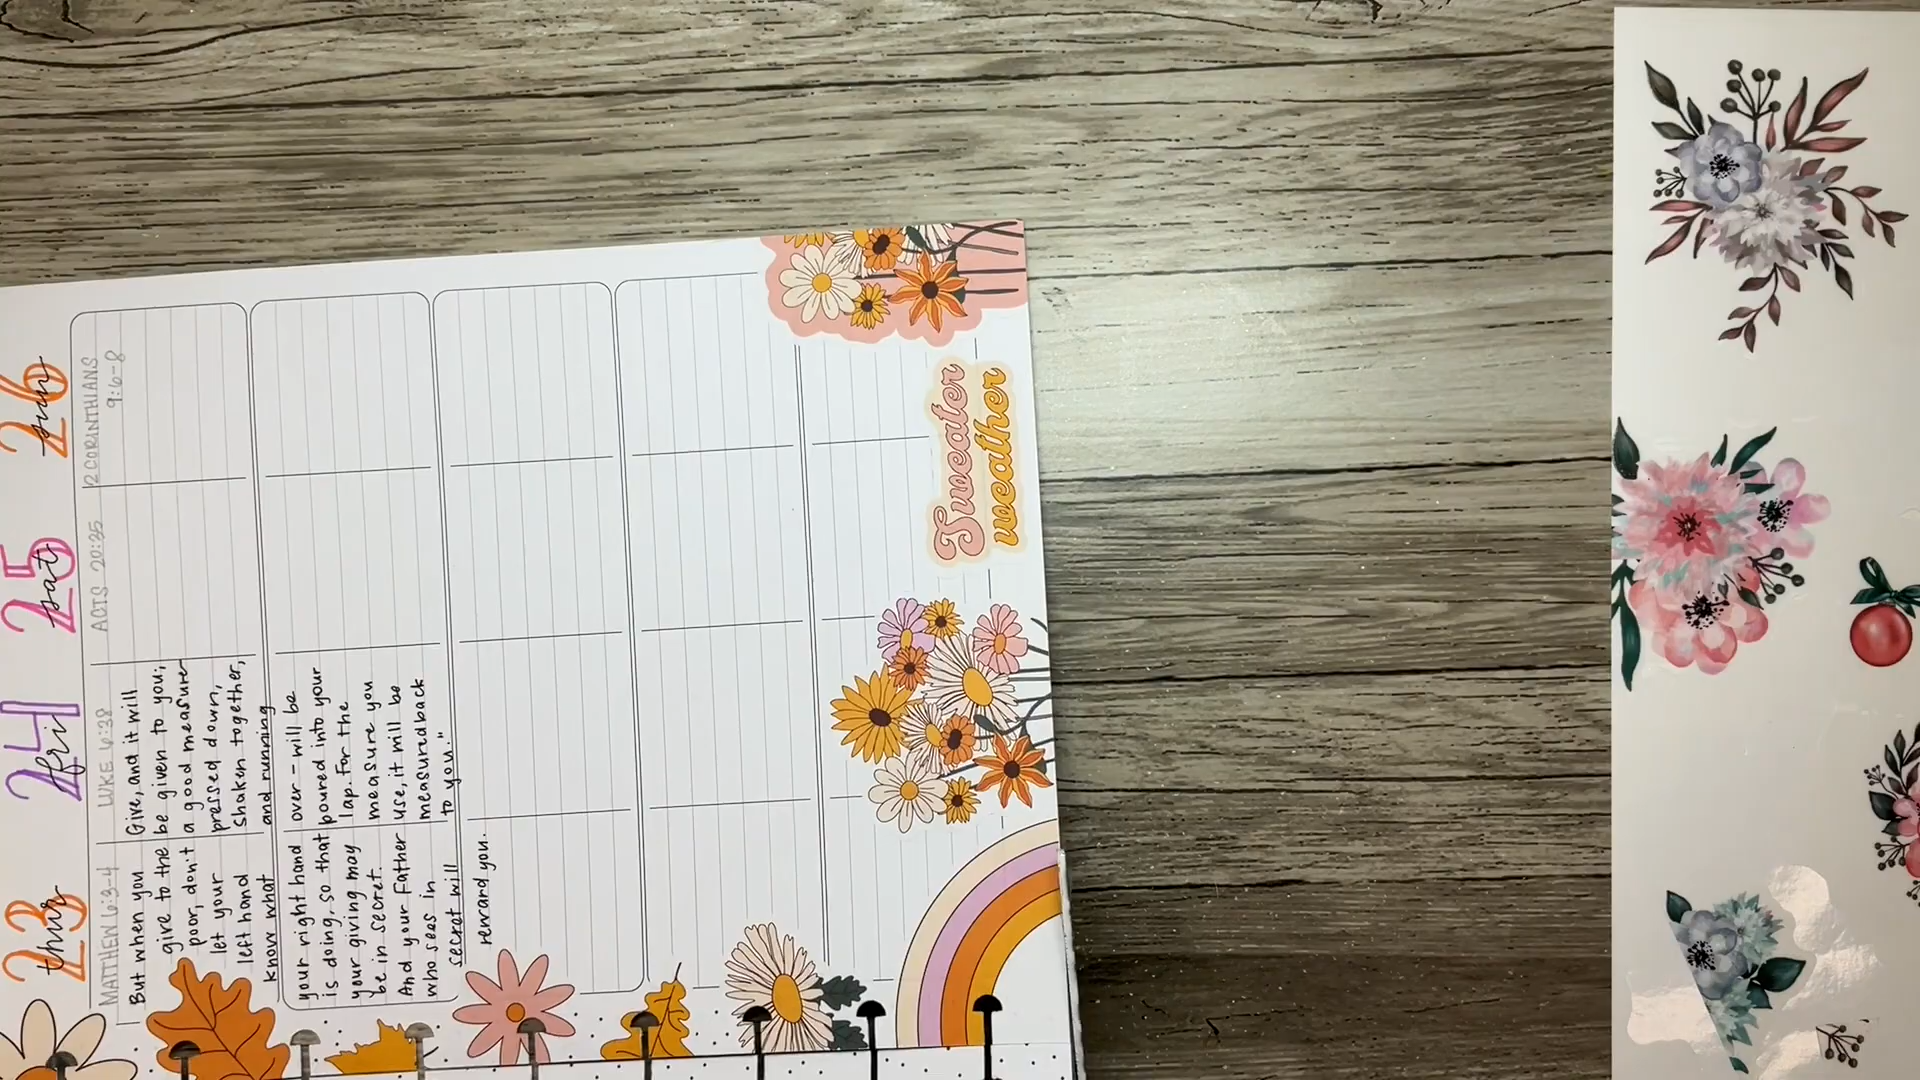 23
thur
MATTHEW 6:3-4
But when you
give to the
poor, don't
let your
left hand
know what
your right hand
is doing, so that
your giving may
be in secret.
And your Father
who sees in
secret will
reward you.
24
fri
LUKE 6:38
Give, and it will
be given to you;
a good measure
pressed down,
shaken together,
and running
over - will be
poured into your
lap. For the
measure you
use, it will be
measured back
to you."
25
sat
ACTS 20:35
26
sun
2 CORINTHIANS
9:6-8
Sweater
weather